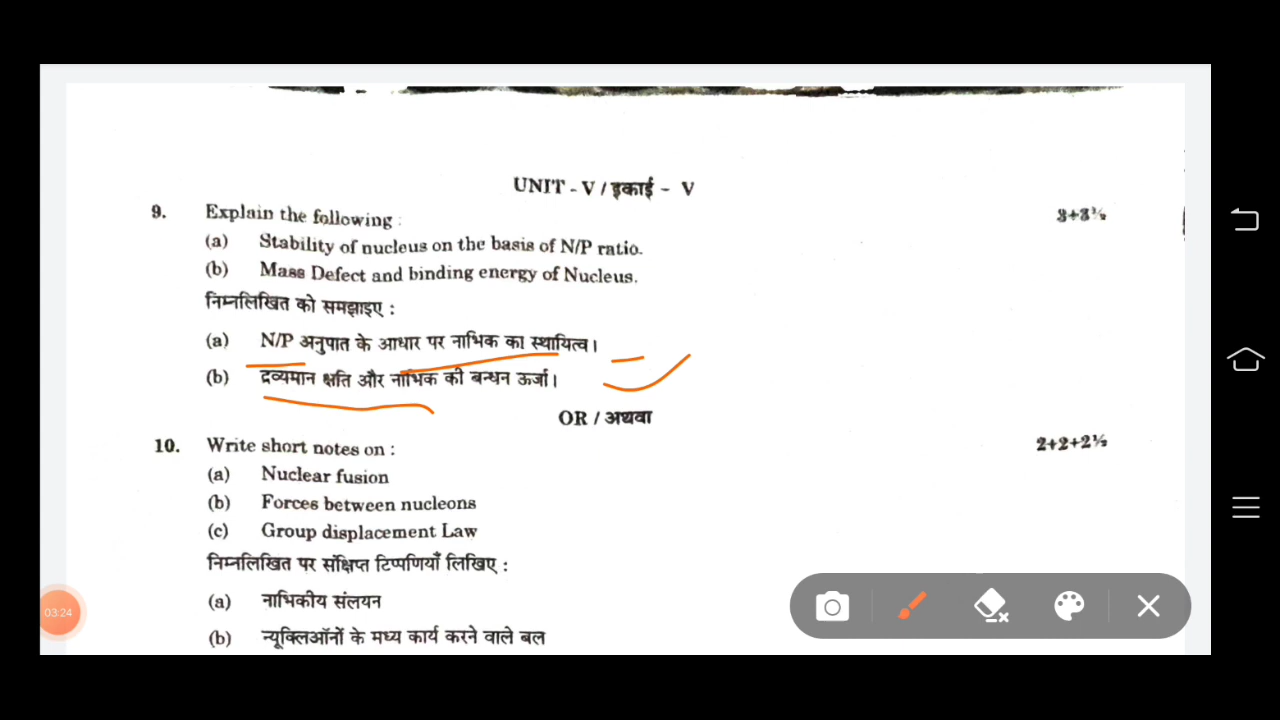 UNIT - V / इकाई - V
9. Explain the following : 3+3½
(a) Stability of nucleus on the basis of N/P ratio.
(b) Mass Defect and binding energy of Nucleus.
निम्नलिखित को समझाइए :
(a) N/P अनुपात के आधार पर नाभिक का स्थायित्व।
(b) द्रव्यमान क्षति और नाभिक की बन्धन ऊर्जा।
OR / अथवा
10. Write short notes on : 2+2+2½
(a) Nuclear fusion
(b) Forces between nucleons
(c) Group displacement Law
निम्नलिखित पर संक्षिप्त टिप्पणियाँ लिखिए :
(a) नाभिकीय संलयन
(b) न्यूक्लिऑनों के मध्य कार्य करने वाले बल
03:24